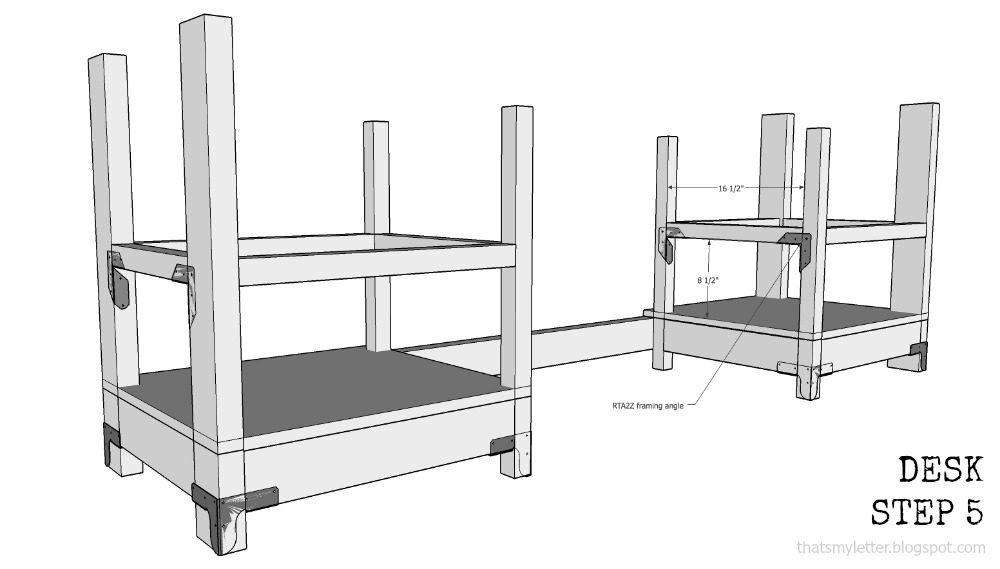 16 1/2"
8 1/2"
RTA2Z framing angle
DESK
STEP 5
thatsmyletter.blogspot.com